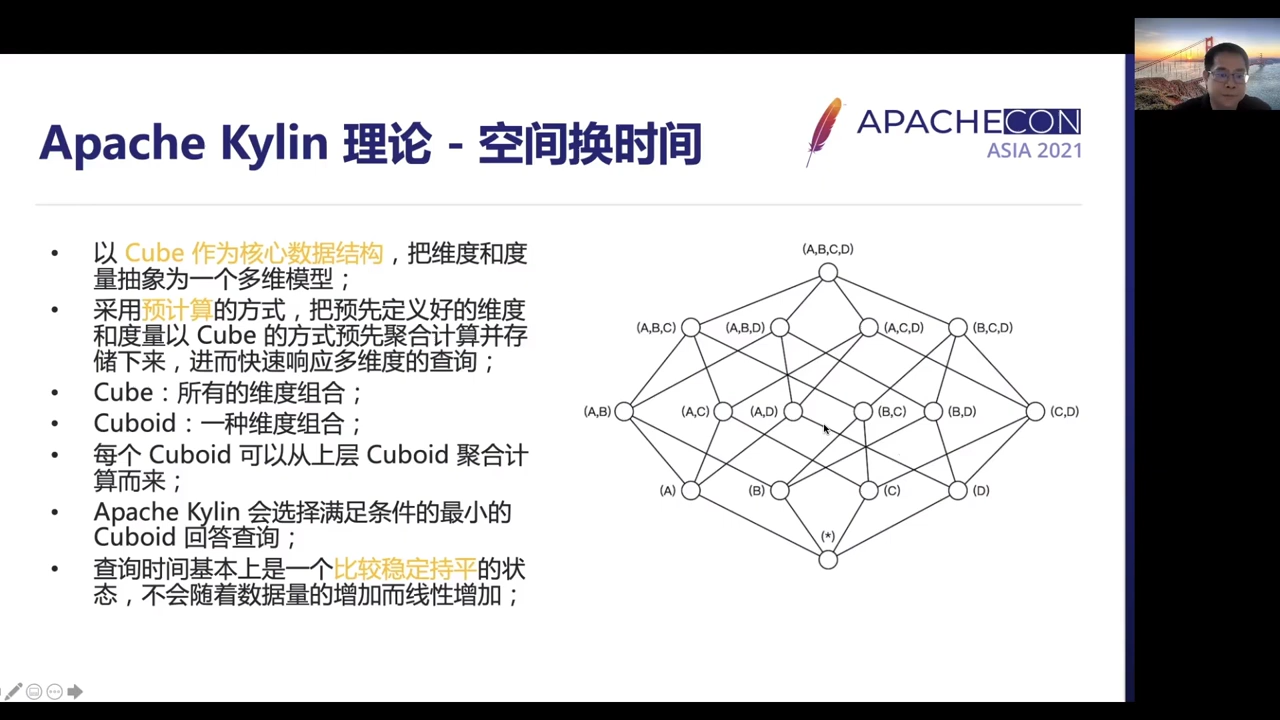 Apache Kylin 理论 - 空间换时间
APACHECON
ASIA 2021
• 以 Cube 作为核心数据结构，把维度和度
量抽象为一个多维模型；
• 采用预计算的方式，把预先定义好的维度
和度量以 Cube 的方式预先聚合计算并存
储下来，进而快速响应多维度的查询；
• Cube：所有的维度组合；
• Cuboid：一种维度组合；
• 每个 Cuboid 可以从上层 Cuboid 聚合计
算而来；
• Apache Kylin 会选择满足条件的最小的
Cuboid 回答查询；
• 查询时间基本上是一个比较稳定持平的状
态，不会随着数据量的增加而线性增加；
(A,B,C,D)
(A,B,C) (A,B,D) (A,C,D) (B,C,D)
(A,B) (A,C) (A,D) (B,C) (B,D) (C,D)
(A) (B) (C) (D)
(*)